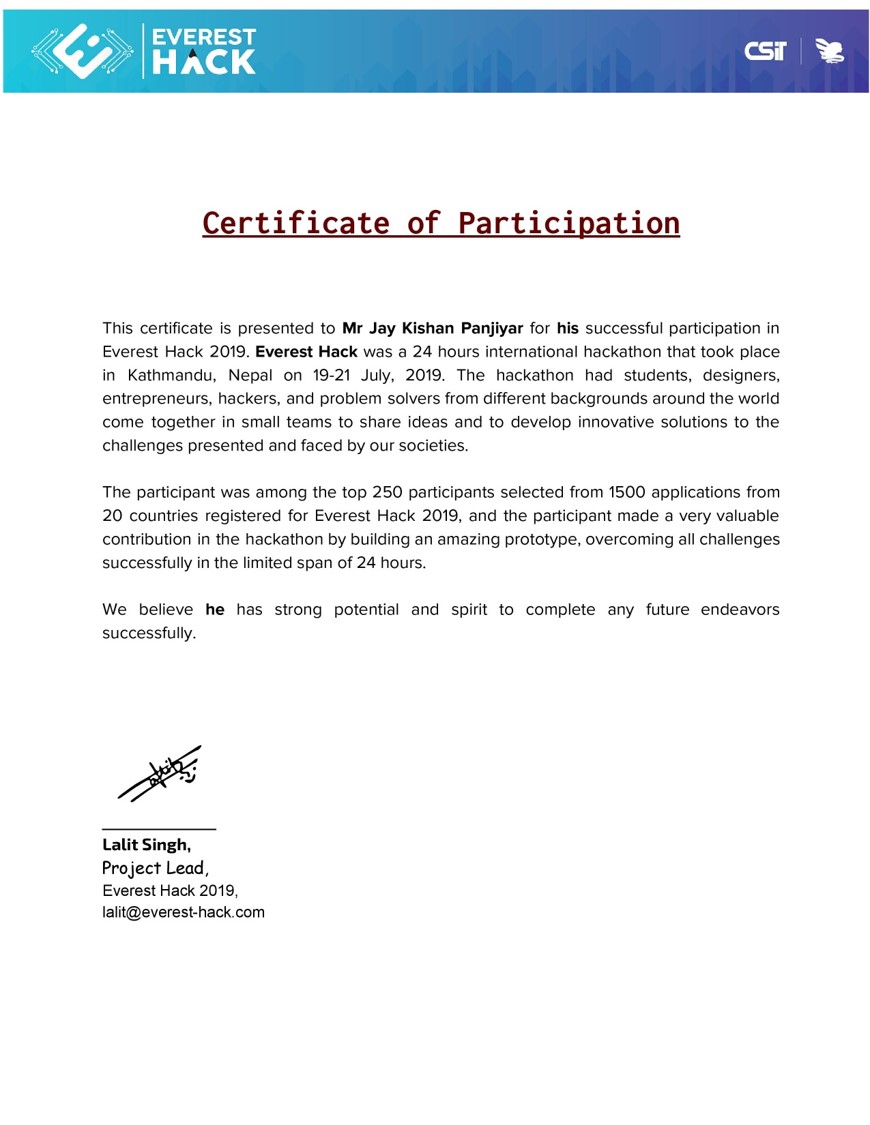 EVEREST
HACK
CSiT
Certificate of Participation
This certificate is presented to Mr Jay Kishan Panjiyar for his successful participation in
Everest Hack 2019. Everest Hack was a 24 hours international hackathon that took place
in Kathmandu, Nepal on 19-21 July, 2019. The hackathon had students, designers,
entrepreneurs, hackers, and problem solvers from different backgrounds around the world
come together in small teams to share ideas and to develop innovative solutions to the
challenges presented and faced by our societies.
The participant was among the top 250 participants selected from 1500 applications from
20 countries registered for Everest Hack 2019, and the participant made a very valuable
contribution in the hackathon by building an amazing prototype, overcoming all challenges
successfully in the limited span of 24 hours.
We believe he has strong potential and spirit to complete any future endeavors
successfully.
Lalit Singh,
Project Lead,
Everest Hack 2019,
lalit@everest-hack.com